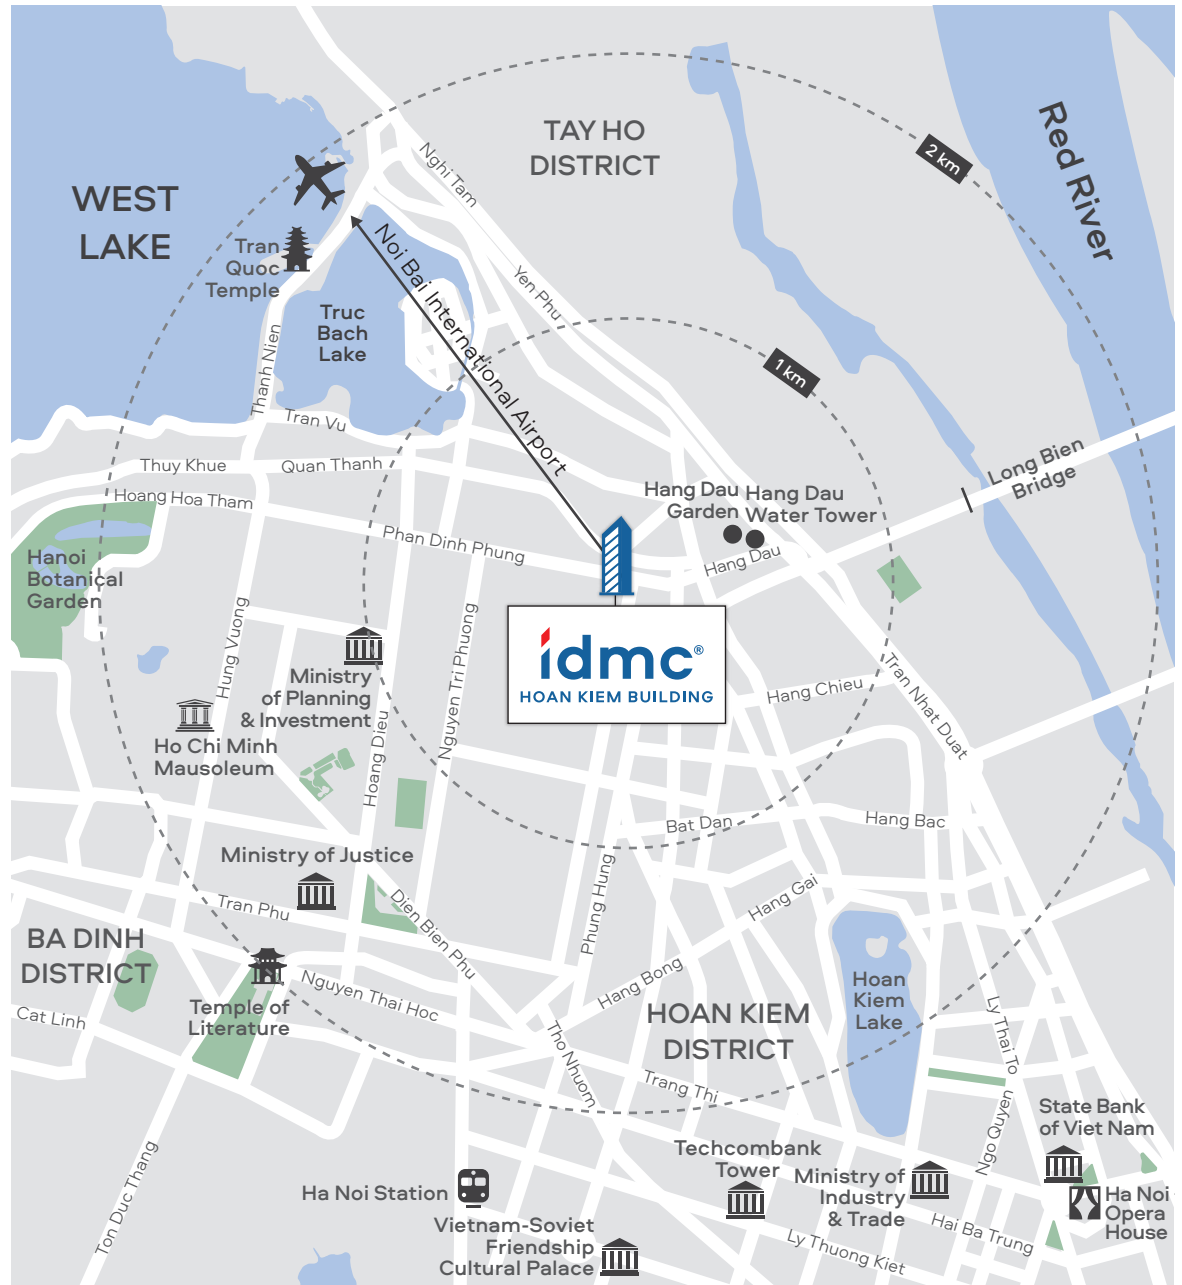 TAY HO
DISTRICT
2 km
Red River
Nghi Tam
WEST
LAKE
Tran
Quoc
Temple
Noi Bai International Airport
Yen Phu
Truc
Bach
Lake
Thanh Nien
1 km
Tran Vu
Thuy Khue
Quan Thanh
Long Bien
Bridge
Hoang Hoa Tham
Hang Dau
Garden
Hang Dau
Water Tower
Phan Dinh Phung
Hang Dau
Hanoi
Botanical
Garden
idmc®
HOAN KIEM BUILDING
Hung Vuong
Nguyen Tri Phuong
Ministry
of Planning
& Investment
Hang Chieu
Tran Nhat Duat
Ho Chi Minh
Mausoleum
Hoang Dieu
Bat Dan
Hang Bac
Ministry of Justice
Tran Phu
Dien Bien Phu
Phung Hung
Hang Gai
BA DINH
DISTRICT
Nguyen Thai Hoc
Hang Bong
Hoan
Kiem
Lake
Temple of
Literature
Cat Linh
HOAN KIEM
DISTRICT
Ly Thai To
Tho Nhuom
Trang Thi
Ngo Quyen
State Bank
of Viet Nam
Techcombank
Tower
Ministry of
Industry
& Trade
Ha Noi Station
Ton Duc Thang
Vietnam-Soviet
Friendship
Cultural Palace
Ly Thuong Kiet
Hai Ba Trung
Ha Noi
Opera
House